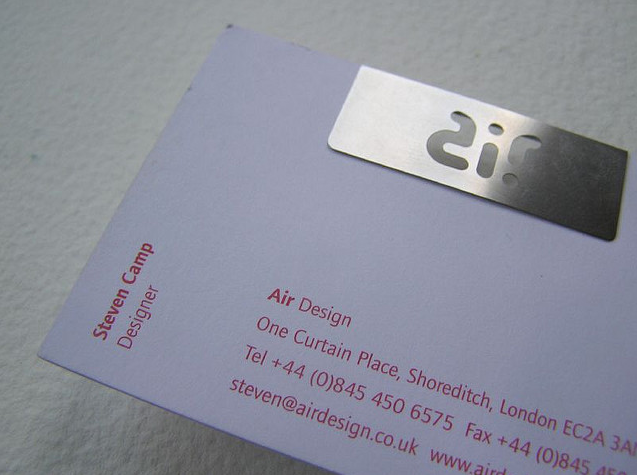 air
Steven Camp
Designer
Air Design
One Curtain Place, Shoreditch, London EC2A
Tel +44 (0)845 450 6575 Fax +44 (0)845
steven@airdesign.co.uk